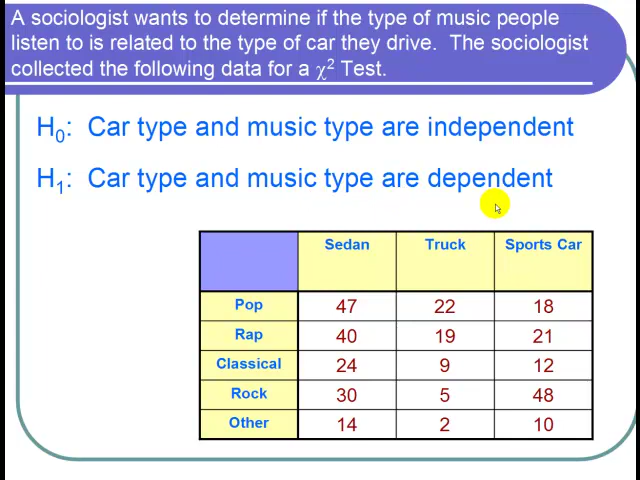 A sociologist wants to determine if the type of music people
listen to is related to the type of car they drive. The sociologist
collected the following data for a χ² Test.
H₀: Car type and music type are independent
H₁: Car type and music type are dependent
Sedan Truck Sports Car
Pop 47 22 18
Rap 40 19 21
Classical 24 9 12
Rock 30 5 48
Other 14 2 10